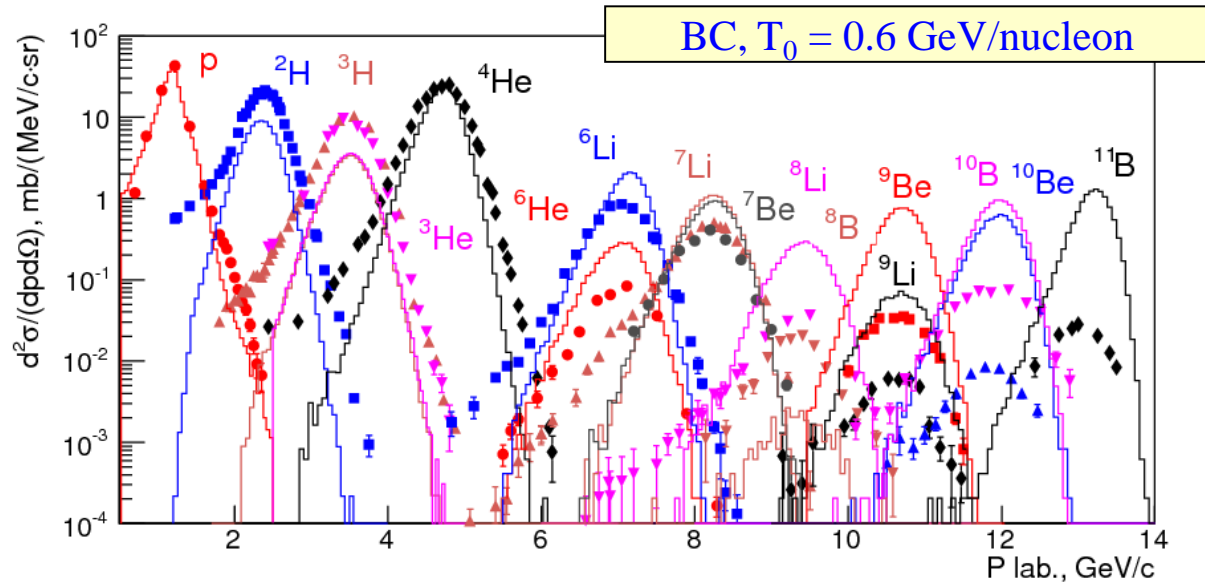 BC, T₀ = 0.6 GeV/nucleon
d²σ/(dpdΩ), mb/(MeV/c·sr)
10²
10
1
10⁻¹
10⁻²
10⁻³
10⁻⁴
p
²H
³H
³He
⁴He
⁶He
⁶Li
⁷Li
⁷Be
⁸Li
⁸B
⁹Be
⁹Li
¹⁰B
¹⁰Be
¹¹B
2 4 6 8 10 12 14
P lab., GeV/c